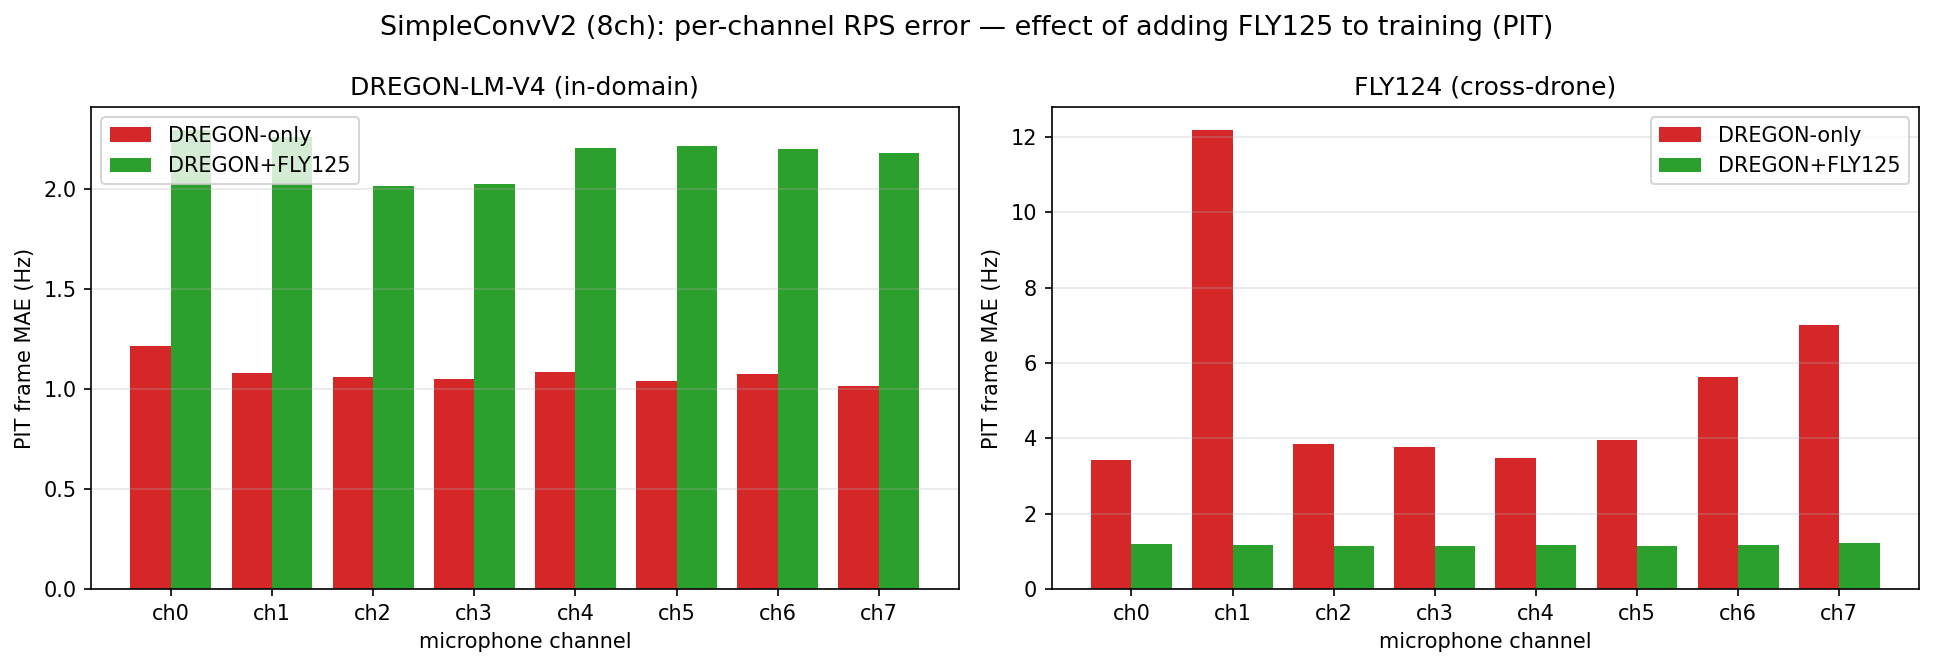 SimpleConvV2 (8ch): per-channel RPS error — effect of adding FLY125 to training (PIT)
DREGON-LM-V4 (in-domain)
DREGON-only
DREGON+FLY125
PIT frame MAE (Hz)
2.0
1.5
1.0
0.5
0.0
ch0 ch1 ch2 ch3 ch4 ch5 ch6 ch7
microphone channel
FLY124 (cross-drone)
DREGON-only
DREGON+FLY125
PIT frame MAE (Hz)
12
10
8
6
4
2
0
ch0 ch1 ch2 ch3 ch4 ch5 ch6 ch7
microphone channel